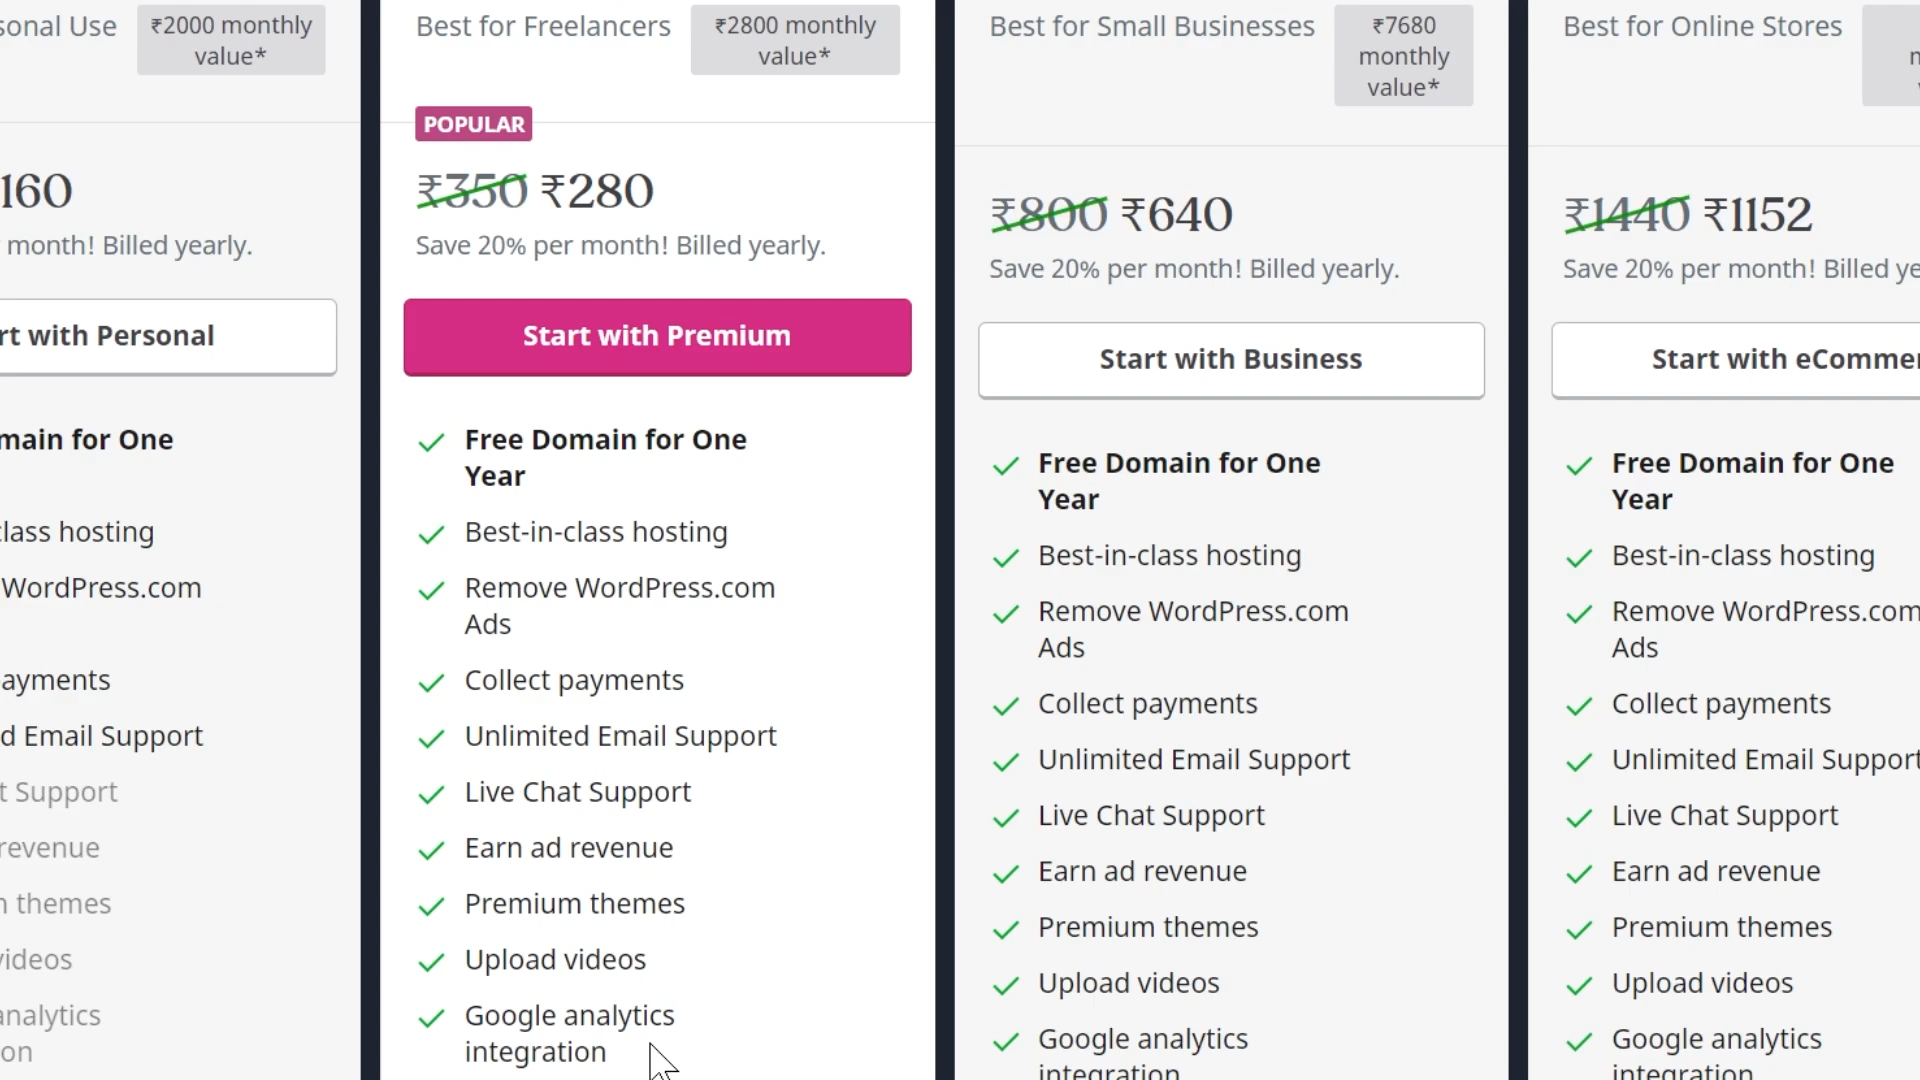 sonal Use
₹2000 monthly
value*
160
month! Billed yearly.
rt with Personal
main for One
class hosting
WordPress.com
ayments
d Email Support
t Support
revenue
n themes
videos
analytics
on
Best for Freelancers
₹2800 monthly
value*
POPULAR
₹350 ₹280
Save 20% per month! Billed yearly.
Start with Premium
Free Domain for One
Year
Best-in-class hosting
Remove WordPress.com
Ads
Collect payments
Unlimited Email Support
Live Chat Support
Earn ad revenue
Premium themes
Upload videos
Google analytics
integration
Best for Small Businesses
₹7680
monthly
value*
₹800 ₹640
Save 20% per month! Billed yearly.
Start with Business
Free Domain for One
Year
Best-in-class hosting
Remove WordPress.com
Ads
Collect payments
Unlimited Email Support
Live Chat Support
Earn ad revenue
Premium themes
Upload videos
Google analytics
integration
Best for Online Stores
₹1440 ₹1152
Save 20% per month! Billed ye
Start with eComme
Free Domain for One
Year
Best-in-class hosting
Remove WordPress.com
Ads
Collect payments
Unlimited Email Support
Live Chat Support
Earn ad revenue
Premium themes
Upload videos
Google analytics
integration